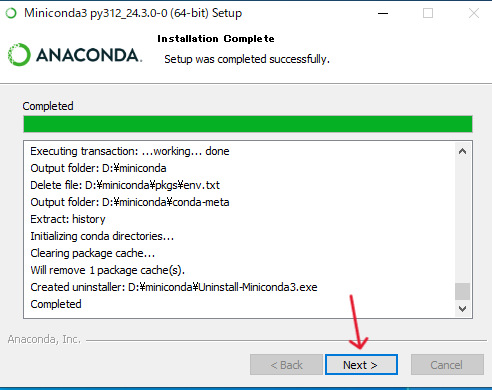 Miniconda3 py312_24.3.0-0 (64-bit) Setup
ANACONDA.
Installation Complete
Setup was completed successfully.
Completed
Executing transaction: ...working... done
Output folder: D:¥miniconda
Delete file: D:¥miniconda¥pkgs¥env.txt
Output folder: D:¥miniconda¥conda-meta
Extract: history
Initializing conda directories...
Clearing package cache...
Will remove 1 package cache(s).
Created uninstaller: D:¥miniconda¥Uninstall-Miniconda3.exe
Completed
Anaconda, Inc.
< Back
Next >
Cancel